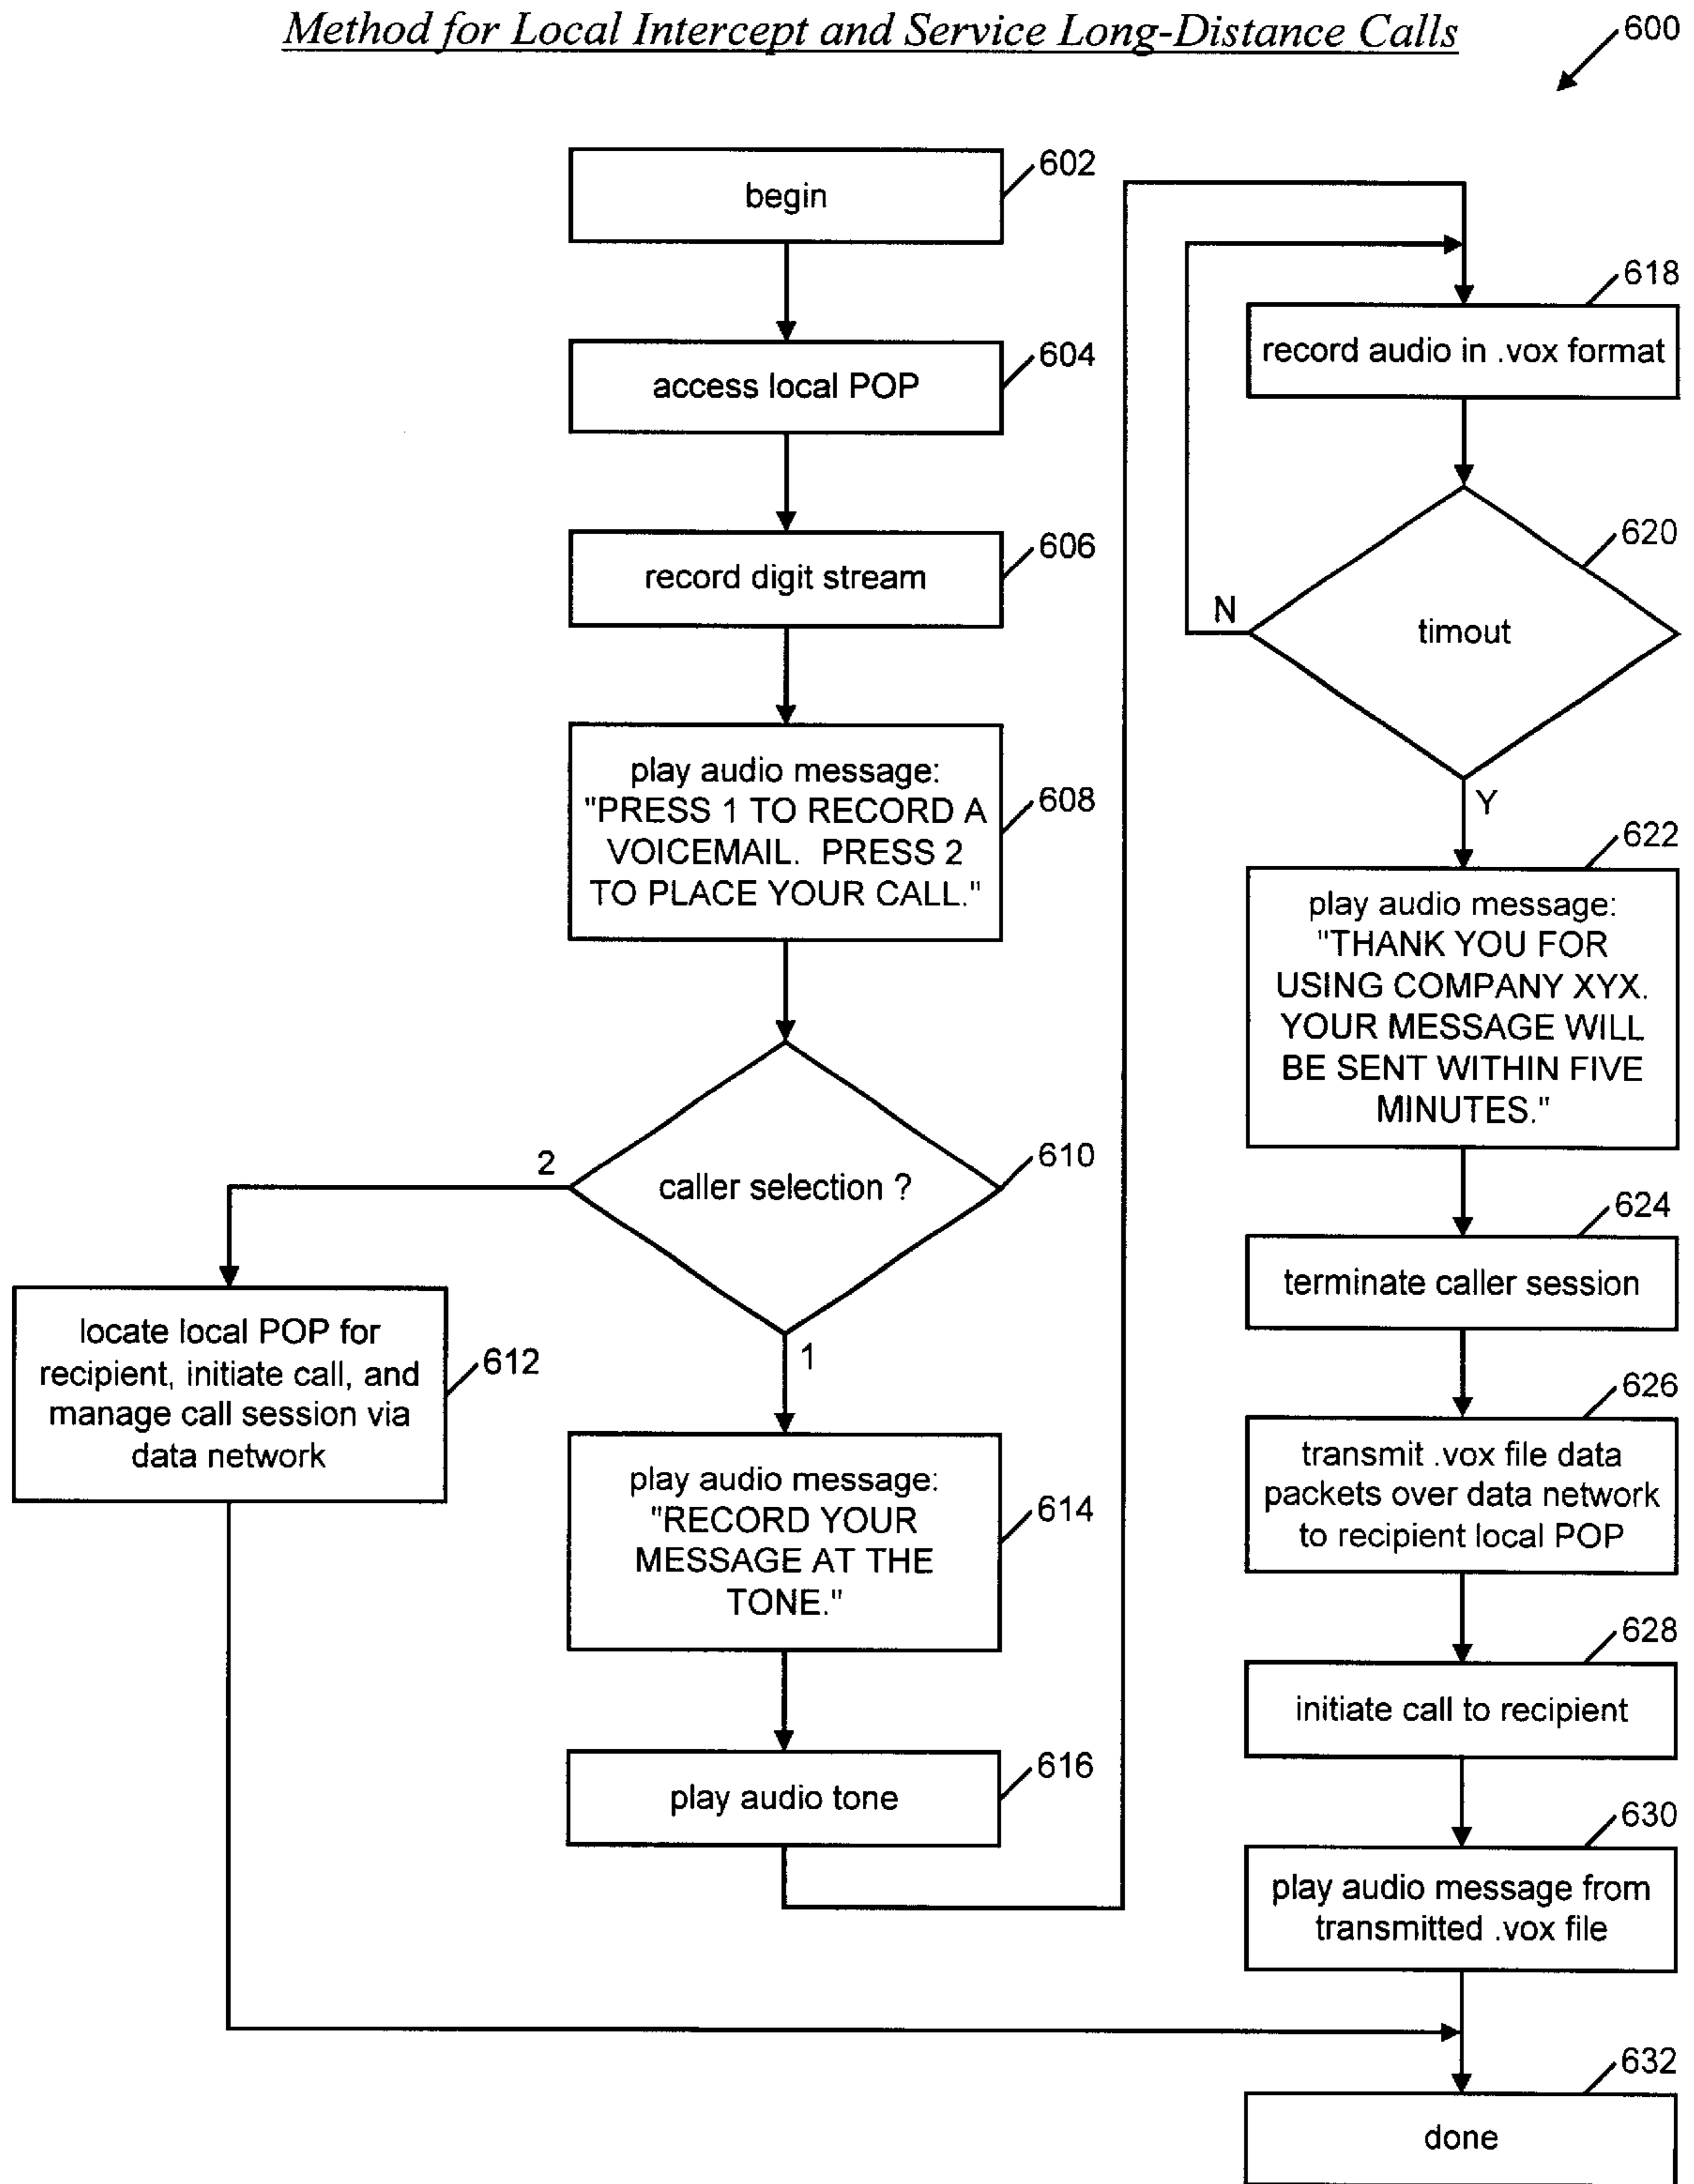 Method for Local Intercept and Service Long-Distance Calls
600
begin
602
access local POP
604
record digit stream
606
play audio message:
"PRESS 1 TO RECORD A
VOICEMAIL.  PRESS 2
TO PLACE YOUR CALL."
608
caller selection ?
610
2
1
locate local POP for
recipient, initiate call, and
manage call session via
data network
612
play audio message:
"RECORD YOUR
MESSAGE AT THE
TONE."
614
play audio tone
616
618
record audio in .vox format
620
timout
N
Y
622
play audio message:
"THANK YOU FOR
USING COMPANY XYX.
YOUR MESSAGE WILL
BE SENT WITHIN FIVE
MINUTES."
624
terminate caller session
626
transmit .vox file data
packets over data network
to recipient local POP
628
initiate call to recipient
630
play audio message from
transmitted .vox file
632
done